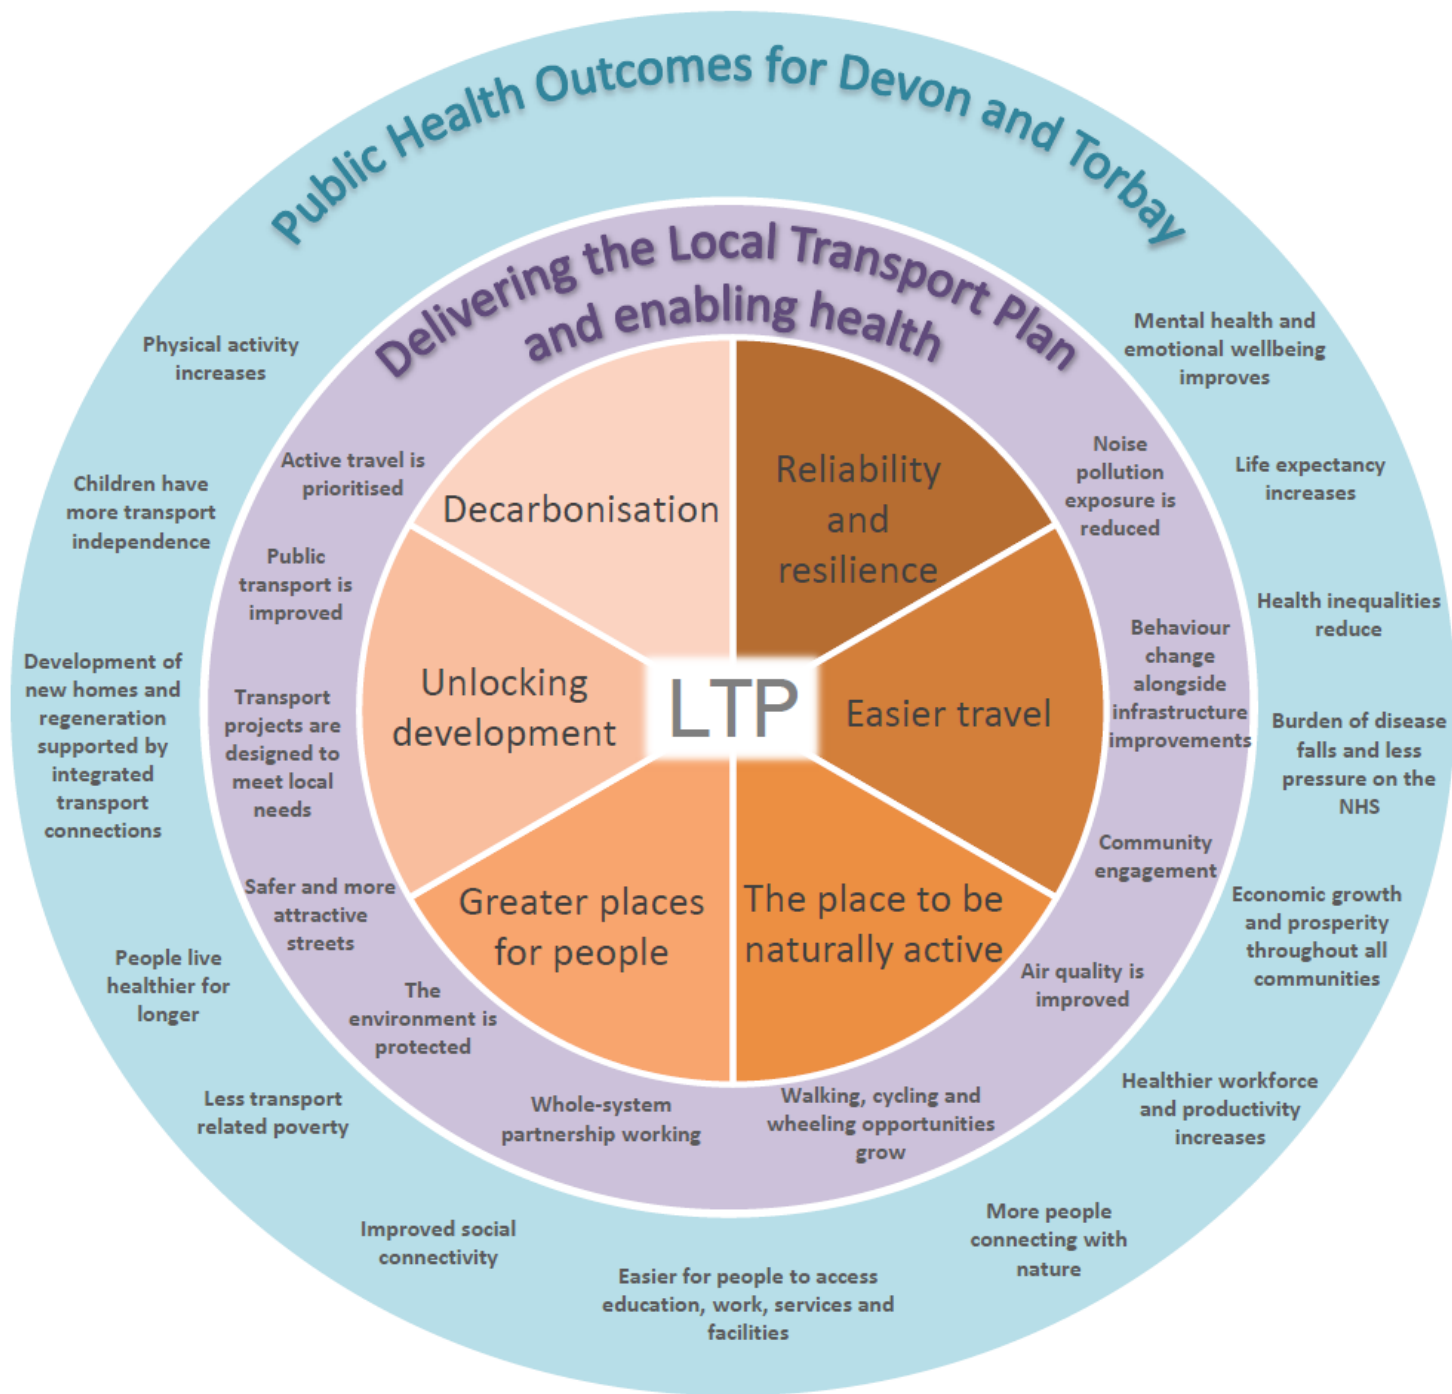 Public Health Outcomes for Devon and Torbay
Delivering the Local Transport Plan
and enabling health
Physical activity
increases
Children have
more transport
independence
Development of
new homes and
regeneration
supported by
integrated
transport
connections
People live
healthier for
longer
Less transport
related poverty
Improved social
connectivity
Easier for people to access
education, work, services and
facilities
More people
connecting with
nature
Healthier workforce
and productivity
increases
Economic growth
and prosperity
throughout all
communities
Burden of disease
falls and less
pressure on the
NHS
Health inequalities
reduce
Life expectancy
increases
Mental health and
emotional wellbeing
improves
Active travel is
prioritised
Public
transport is
improved
Transport
projects are
designed to
meet local
needs
Safer and more
attractive
streets
The
environment is
protected
Whole-system
partnership working
Walking, cycling and
wheeling opportunities
grow
Air quality is
improved
Community
engagement
Behaviour
change
alongside
infrastructure
improvements
Noise
pollution
exposure is
reduced
Decarbonisation
Reliability
and
resilience
Unlocking
development
LTP
Easier travel
Greater places
for people
The place to be
naturally active